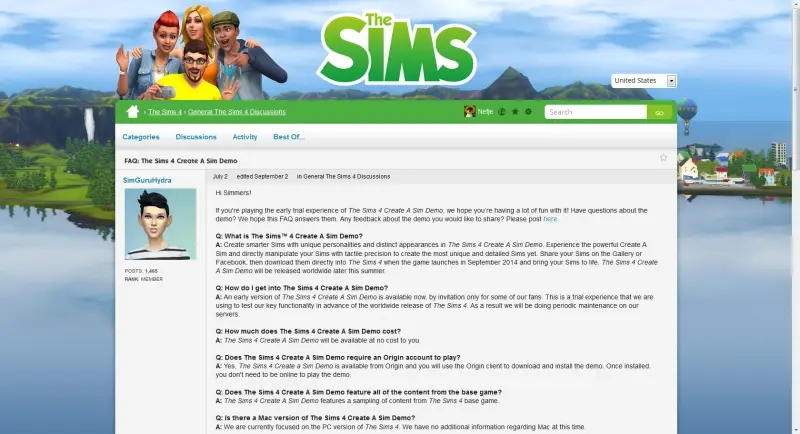 The
SIMS
United States
› The Sims 4 › General The Sims 4 Discussions
Nefje
Search
GO
Categories Discussions Activity Best Of...
FAQ: The Sims 4 Create A Sim Demo
SimGuruHydra
POSTS: 1,465
RANK: MEMBER
July 2 edited September 2 in General The Sims 4 Discussions
Hi Simmers!
If you're playing the early trial experience of The Sims 4 Create A Sim Demo, we hope you're having a lot of fun with it! Have questions about the
demo? We hope this FAQ answers them. Any feedback about the demo you would like to share? Please post here.
Q: What is The Sims™ 4 Create A Sim Demo?
A: Create smarter Sims with unique personalities and distinct appearances in The Sims 4 Create A Sim Demo. Experience the powerful Create A
Sim and directly manipulate your Sims with tactile precision to create the most unique and detailed Sims yet. Share your Sims on the Gallery or
Facebook, then download them directly into The Sims 4 when the game launches in September 2014 and bring your Sims to life. The Sims 4 Create
A Sim Demo will be released worldwide later this summer.
Q: How do I get into The Sims 4 Create A Sim Demo?
A: An early version of The Sims 4 Create A Sim Demo is available now, by invitation only for some of our fans. This is a trial experience that we are
using to test our key functionality in advance of the worldwide release of The Sims 4. As a result we will be doing periodic maintenance on our
servers.
Q: How much does The Sims 4 Create A Sim Demo cost?
A: The Sims 4 Create A Sim Demo will be available at no cost to you.
Q: Does The Sims 4 Create A Sim Demo require an Origin account to play?
A: Yes, The Sims 4 Create a Sim Demo is available from Origin and you will use the Origin client to download and install the demo. Once installed,
you don't need to be online to play the demo.
Q: Does The Sims 4 Create A Sim Demo feature all of the content from the base game?
A: The Sims 4 Create A Sim Demo features a sampling of content from The Sims 4 base game.
Q: Is there a Mac version of The Sims 4 Create A Sim Demo?
A: We are currently focused on the PC version of The Sims 4. We have no additional information regarding Mac at this time.